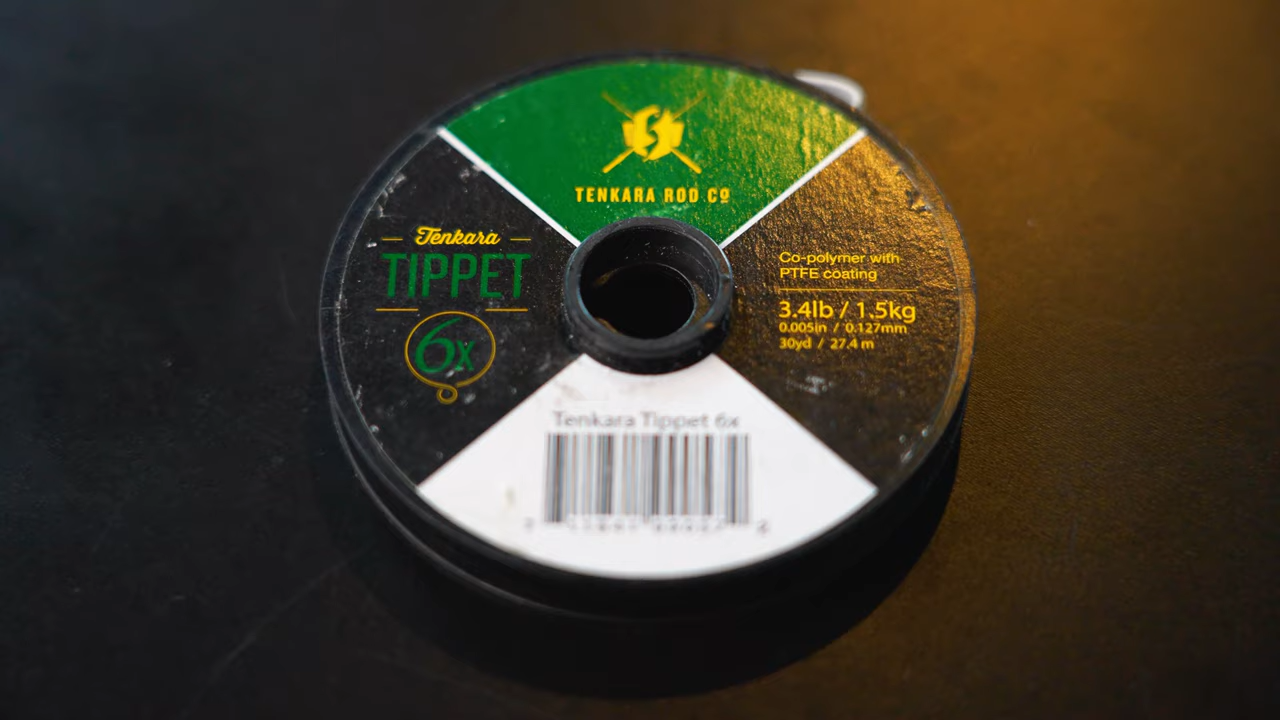 TENKARA ROD Cº
Tenkara
TIPPET
6x
Co-polymer with
PTFE coating
3.4lb / 1.5kg
0.005in / 0.127mm
30yd / 27.4 m
Tenkara Tippet 6x